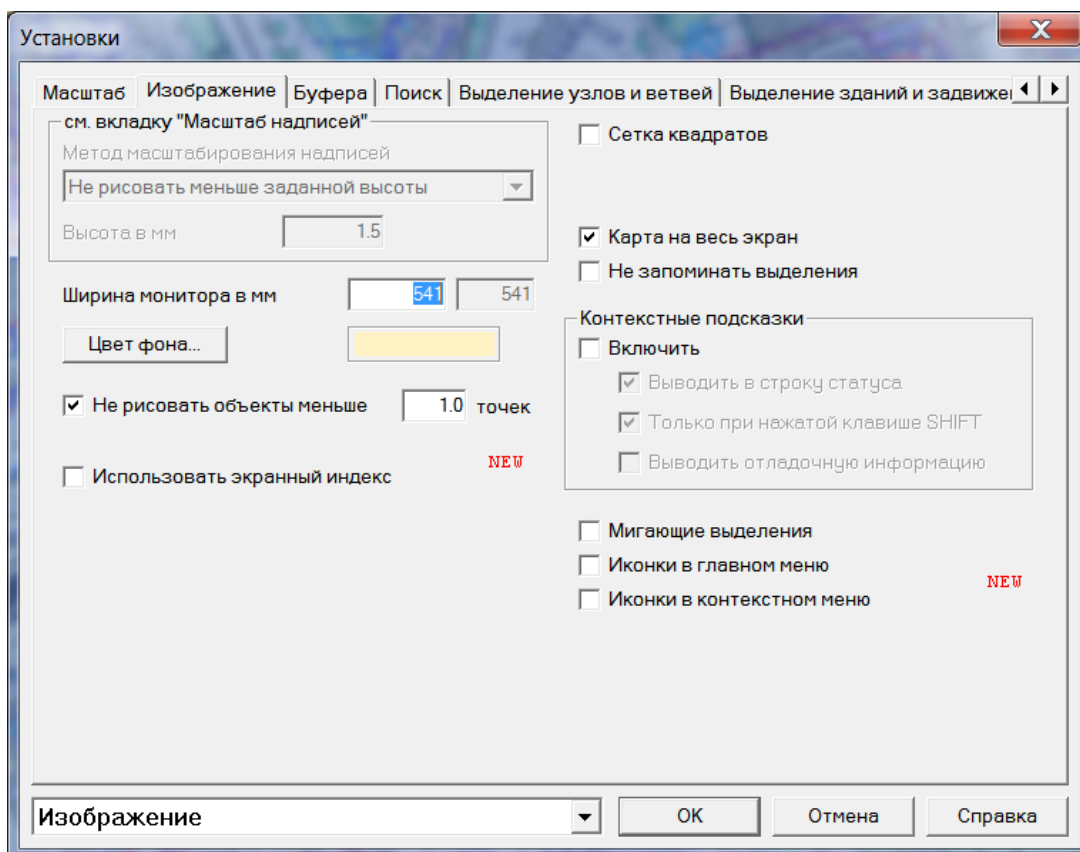 Установки
X
Масштаб Изображение Буфера Поиск Выделение узлов и ветвей Выделение зданий и задвиже
см. вкладку "Масштаб надписей"
Метод масштабирования надписей
Не рисовать меньше заданной высоты
Высота в мм 1.5
Ширина монитора в мм 541 541
Цвет фона...
Не рисовать объекты меньше 1.0 точек
NEW
Использовать экранный индекс
Сетка квадратов
Карта на весь экран
Не запоминать выделения
Контекстные подсказки
Включить
Выводить в строку статуса
Только при нажатой клавише SHIFT
Выводить отладочную информацию
Мигающие выделения
Иконки в главном меню
NEW
Иконки в контекстном меню
Изображение OK Отмена Справка